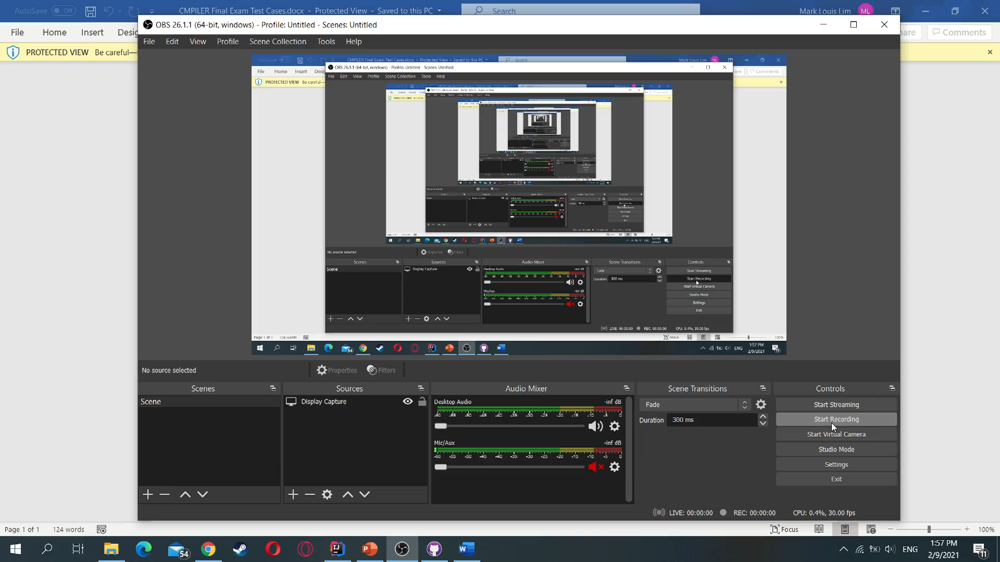 AutoSave Off CMPILER Final Exam Test Cases.docx - Protected View - Saved to this PC Search Mark Louis Lim ML
OBS 26.1.1 (64-bit, windows) - Profile: Untitled - Scenes: Untitled
File Home Insert Desig Comments
File Edit View Profile Scene Collection Tools Help
PROTECTED VIEW Be careful—
CMPILER Final Exam Test Cases.docx - Protected View - Saved to this PC Search Mark Louis Lim
OBS 26.1.1 (64-bit, windows) - Profile: Untitled - Scenes: Untitled
File Home Insert Comments
File Edit View Profile Scene Collection Tools Help
PROTECTED VIEW Be careful—
No source selected Properties Filters
Scenes Sources Audio Mixer Scene Transitions Controls
Scene Display Capture Desktop Audio -inf dB Fade Start Streaming
Duration 300 ms Start Recording
Start Virtual Camera
Mic/Aux -inf dB Studio Mode
Settings
Exit
LIVE: 00:00:00 REC: 00:00:00 CPU: 0.4%, 30.00 fps
Page 1 of 1 124 words Focus 100%
54 ENG 1:57 PM
2/9/2021 11
No source selected Properties Filters
Scenes Sources Audio Mixer Scene Transitions Controls
Scene Display Capture Desktop Audio -inf dB Fade Start Streaming
-60 -55 -50 -45 -40 -35 -30 -25 -20 -15 -10 -5 0
Duration 300 ms Start Recording
Start Virtual Camera
Mic/Aux -inf dB Studio Mode
-60 -55 -50 -45 -40 -35 -30 -25 -20 -15 -10 -5 0
Settings
Exit
LIVE: 00:00:00 REC: 00:00:00 CPU: 0.4%, 30.00 fps
Page 1 of 1 124 words Focus 100%
54 ENG 1:57 PM
2/9/2021 11